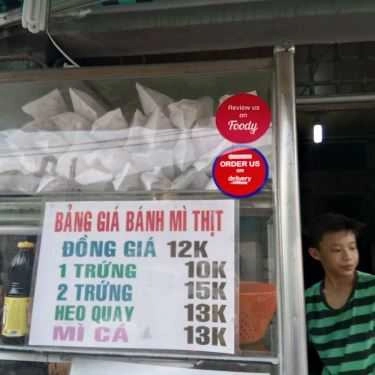 Review us
on
Foody
ORDER US
on
delivery
BẢNG GIÁ BÁNH MÌ THỊT
ĐỒNG GIÁ 12K
1 TRỨNG 10K
2 TRỨNG 15K
HEO QUAY 13K
MÌ CÁ 13K